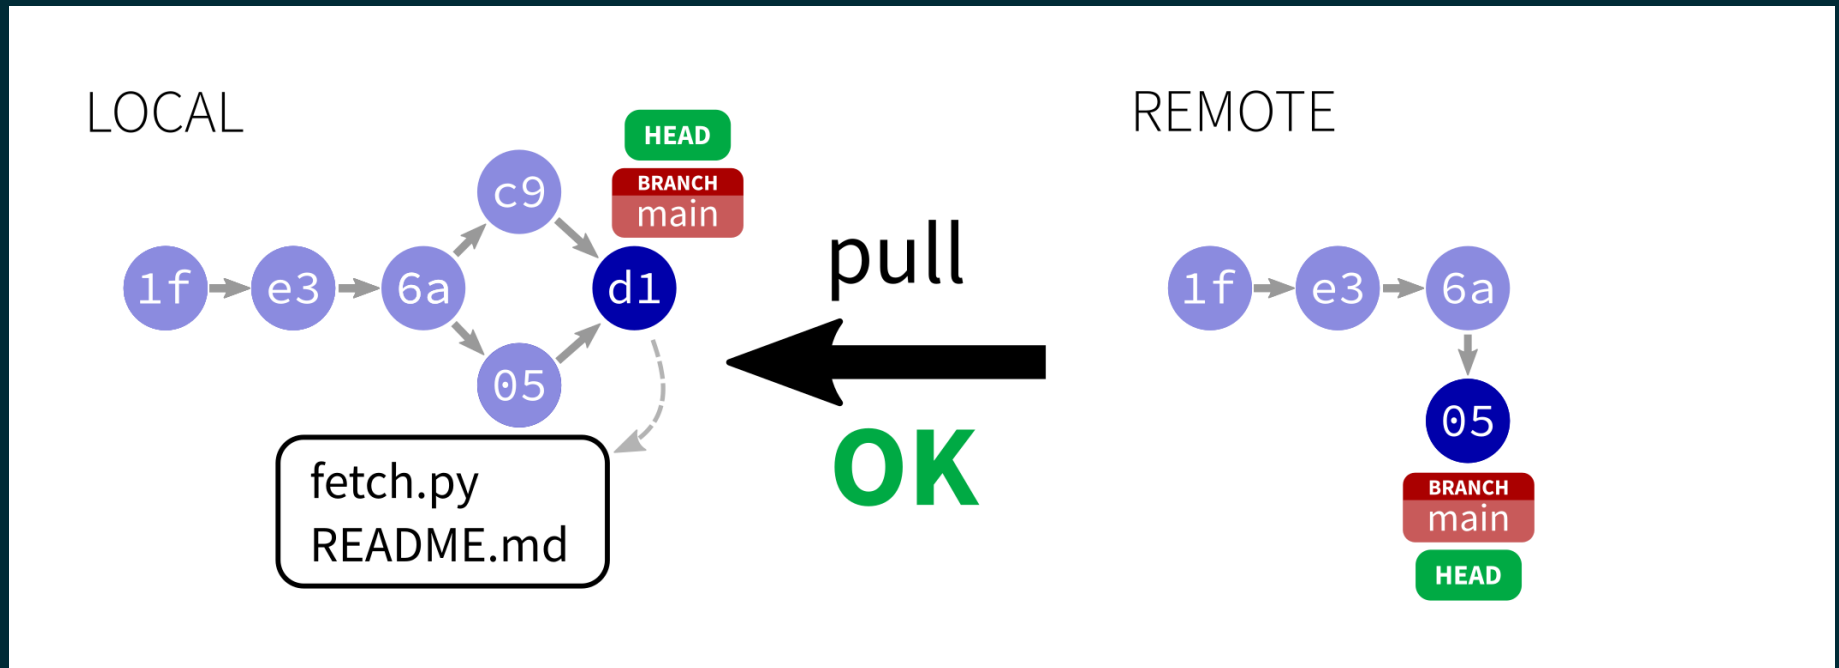 LOCAL
HEAD
BRANCH
main
c9
1f
e3
6a
d1
05
fetch.py
README.md
pull
OK
REMOTE
1f
e3
6a
05
BRANCH
main
HEAD